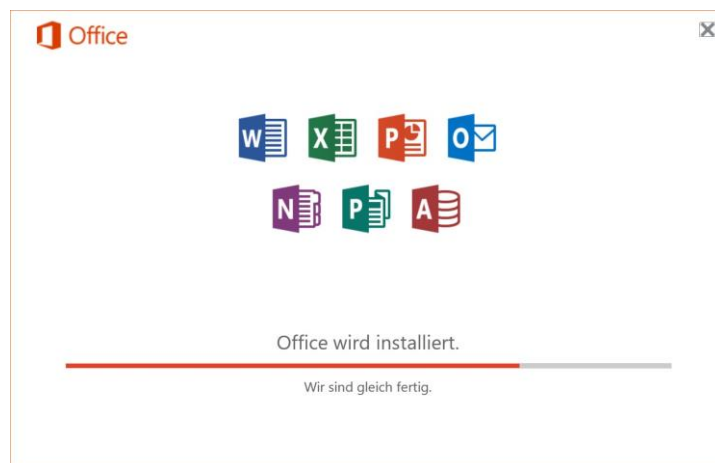 Office
W X P O
N P A
Office wird installiert.
Wir sind gleich fertig.